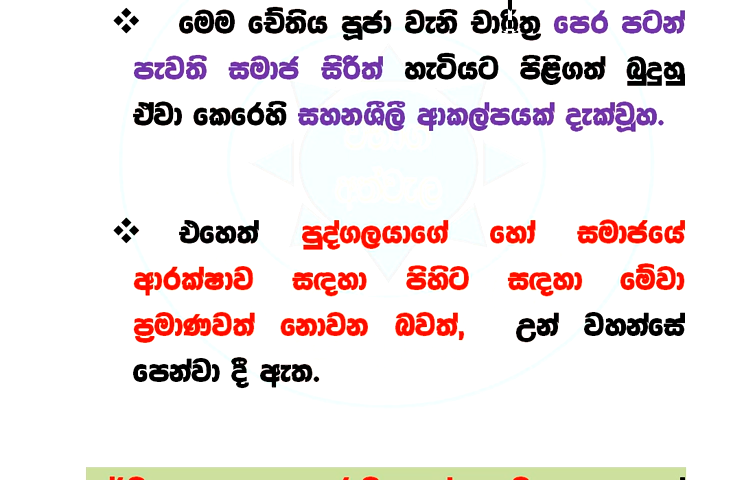 ❖ මෙම චේතිය පූජා වැනි චාරිත්‍ර පෙර පටන්
පැවති සමාජ සිරිත් හැටියට පිළිගත් බුදුහු
ඒවා කෙරෙහි සහනශීලී ආකල්පයක් දැක්වූහ.
❖ එහෙත් පුද්ගලයාගේ හෝ සමාජයේ
ආරක්ෂාව සඳහා පිහිට සඳහා මේවා
ප්‍රමාණවත් නොවන බවත්, උන් වහන්සේ
පෙන්වා දී ඇත.